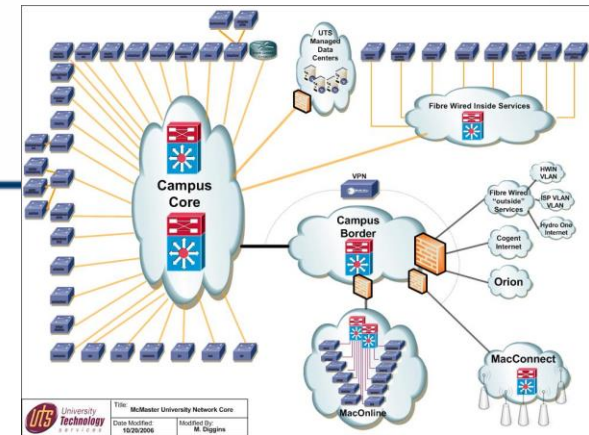 UTS
Managed
Data
Centers
Fibre Wired Inside Services
Campus
Core
VPN
Campus
Border
Fibre Wired
"outside"
Services
HWIN
VLAN
ISP VLAN
VLAN
Hydro One
Internet
Cogent
Internet
Orion
MacOnline
MacConnect
uts University
Technology
SERVICES
Title: McMaster University Network Core
Date Modified: 10/20/2006
Modified By: M. Diggins